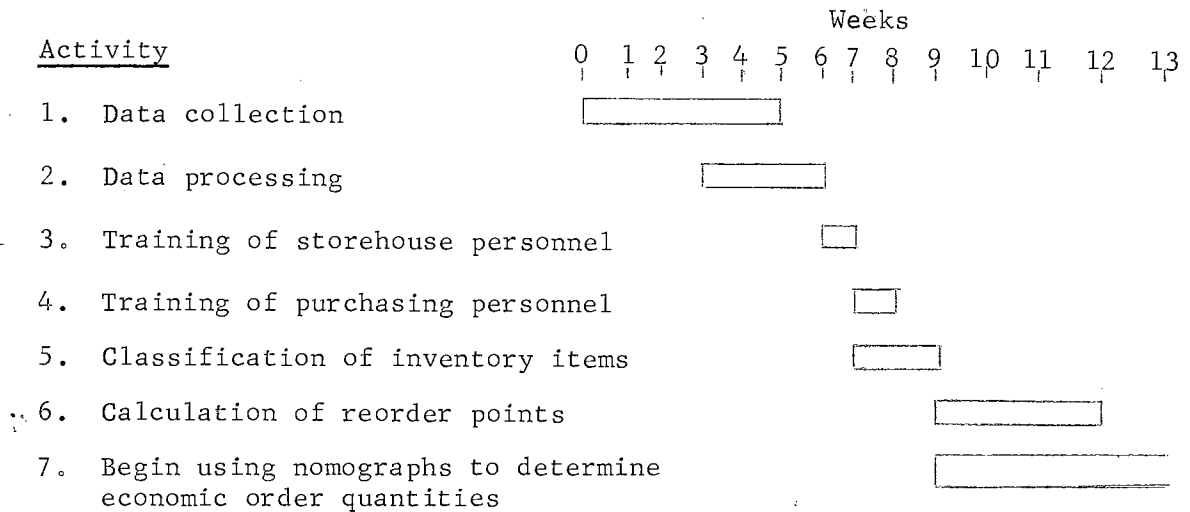 Weeks
Activity 0 1 2 3 4 5 6 7 8 9 10 11 12 13
1. Data collection
2. Data processing
3. Training of storehouse personnel
4. Training of purchasing personnel
5. Classification of inventory items
6. Calculation of reorder points
7. Begin using nomographs to determine
economic order quantities